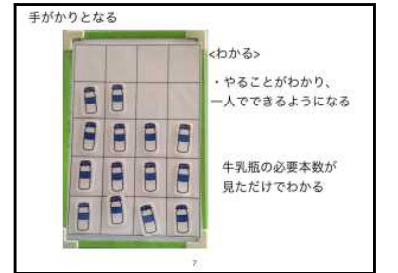 手がかりとなる
<わかる>
・やることがわかり、
一人でできるようになる
牛乳瓶の必要本数が
見ただけでわかる
7